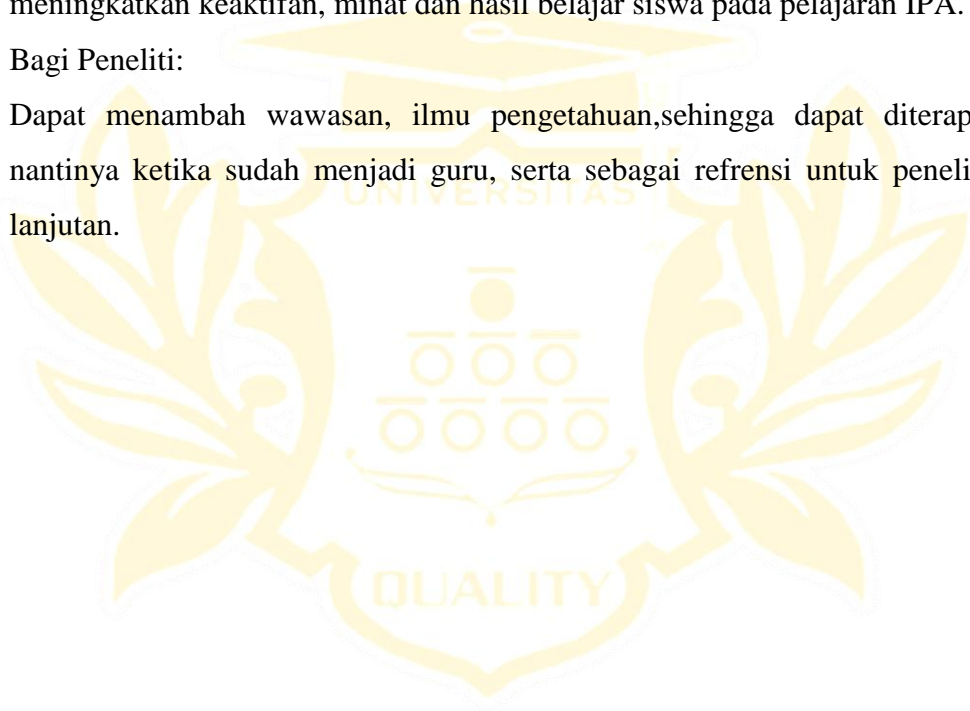 meningkatkan keaktifan, minat dan hasil belajar siswa pada pelajaran IPA.
Bagi Peneliti:
Dapat menambah wawasan, ilmu pengetahuan,sehingga dapat diterap
nantinya ketika sudah menjadi guru, serta sebagai refrensi untuk peneli
lanjutan.
UNIVERSITAS
QUALITY